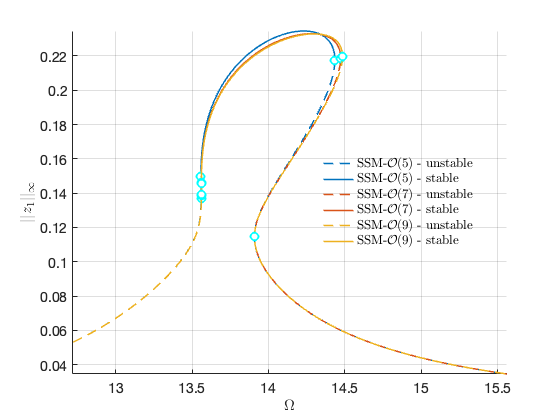 0.22
0.2
0.18
0.16
0.14
0.12
0.1
0.08
0.06
0.04
||z₁||∞
13
13.5
14
14.5
15
15.5
Ω
SSM-𝒪(5) - unstable
SSM-𝒪(5) - stable
SSM-𝒪(7) - unstable
SSM-𝒪(7) - stable
SSM-𝒪(9) - unstable
SSM-𝒪(9) - stable